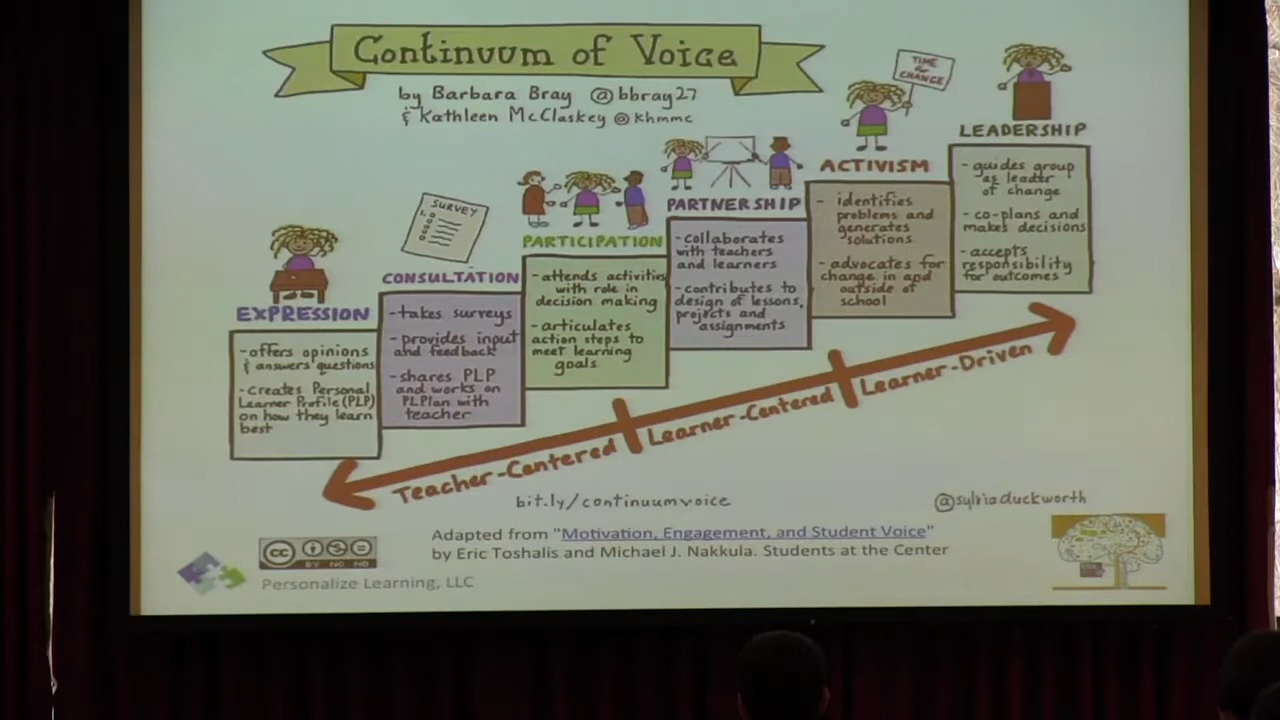 Continuum of Voice
by Barbara Bray @bbray27
& Kathleen McClaskey @khmmc
EXPRESSION
- offers opinions
& answers questions
- creates Personal
Learner Profile (PLP)
on how they learn
best
SURVEY
CONSULTATION
- takes surveys
- provides input
and feedback
- shares PLP
and works on
PLPlan with
teacher
PARTICIPATION
- attends activities
with role in
decision making
- articulates
action steps to
meet learning
goals
PARTNERSHIP
- collaborates
with teachers
and learners
- contributes to
design of lessons,
projects and
assignments
TIME
for
CHANGE
ACTIVISM
- identifies
problems and
generates
solutions
- advocates for
change in and
outside of
school
LEADERSHIP
- guides group
as leader
of change
- co-plans and
makes decisions
- accepts
responsibility
for outcomes
Teacher-Centered
Learner-Centered
Learner-Driven
bit.ly/continuumvoice
@sylviaduckworth
Adapted from "Motivation, Engagement, and Student Voice"
by Eric Toshalis and Michael J. Nakkula. Students at the Center
cc
BY NC ND
Personalize Learning, LLC